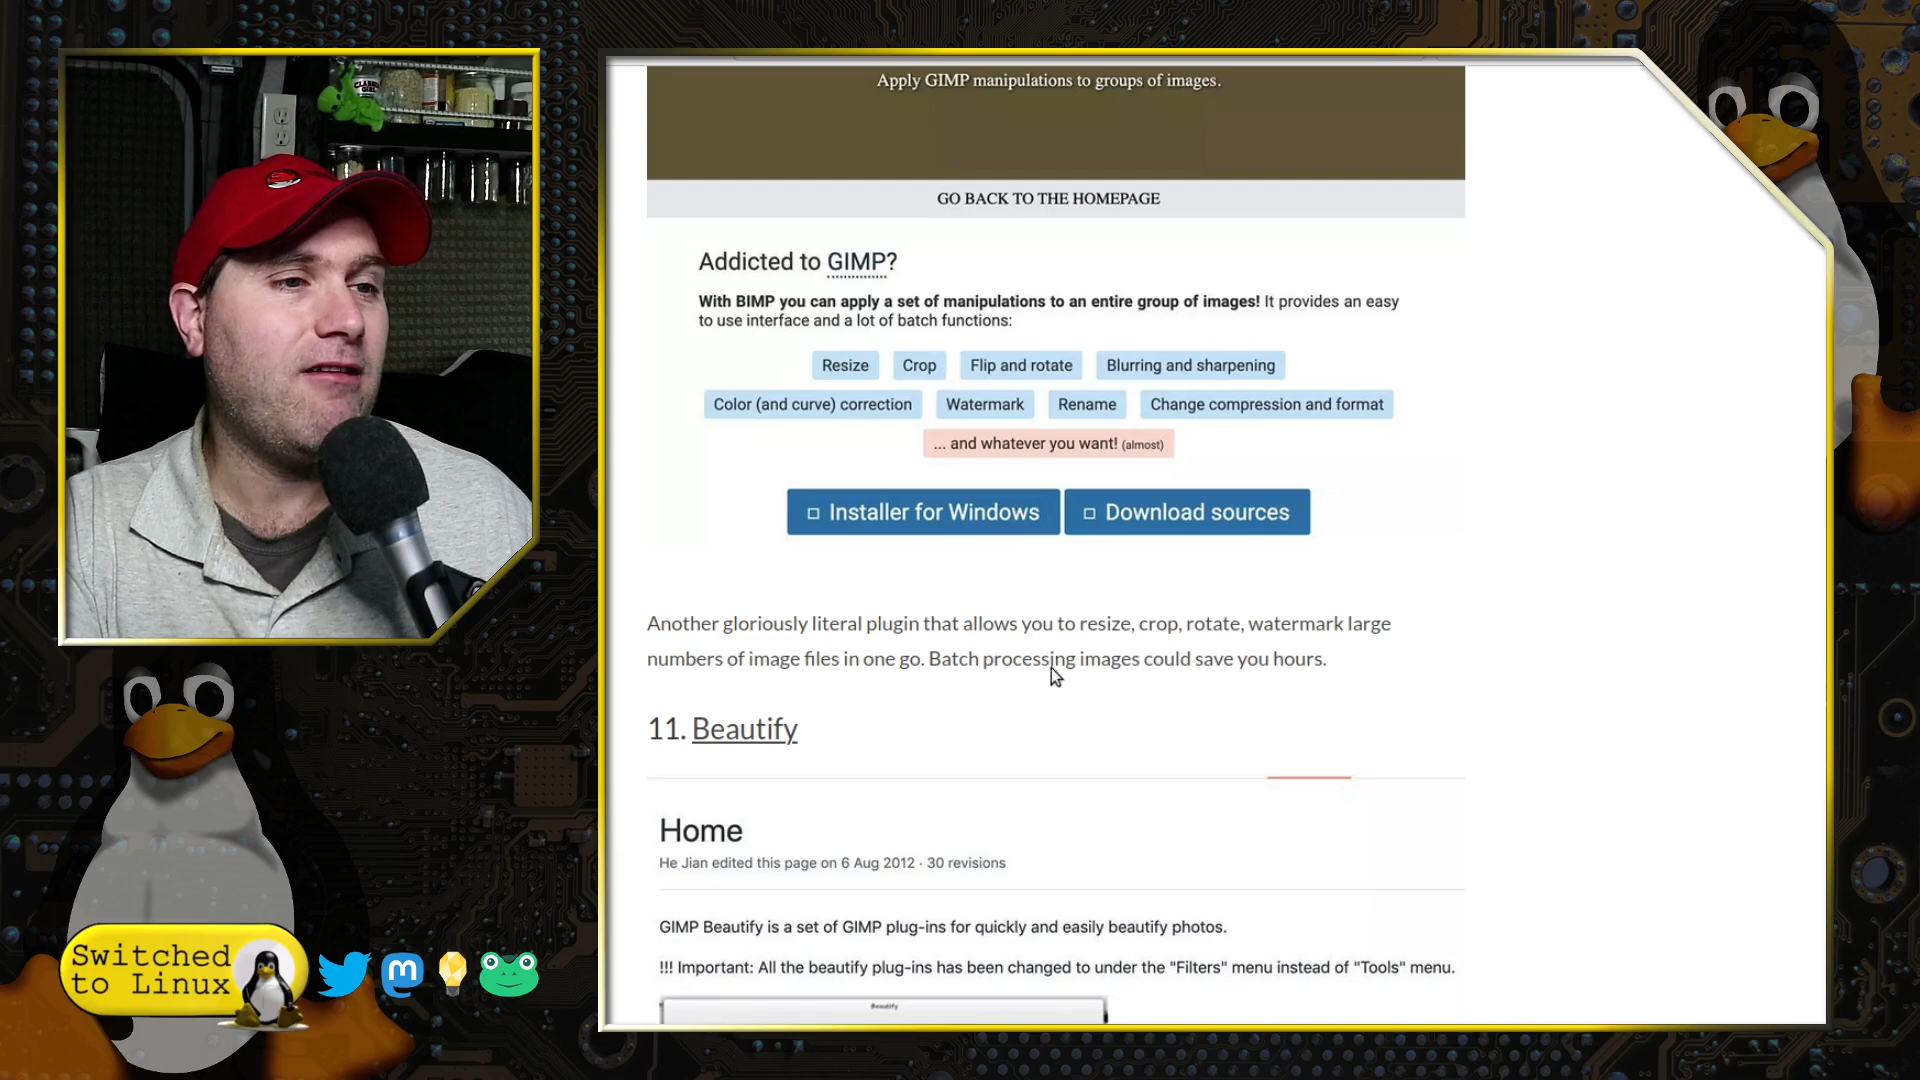 Apply GIMP manipulations to groups of images.
GO BACK TO THE HOMEPAGE
Addicted to GIMP?
With BIMP you can apply a set of manipulations to an entire group of images! It provides an easy
to use interface and a lot of batch functions:
Resize Crop Flip and rotate Blurring and sharpening
Color (and curve) correction Watermark Rename Change compression and format
... and whatever you want! (almost)
Installer for Windows Download sources
Another gloriously literal plugin that allows you to resize, crop, rotate, watermark large
numbers of image files in one go. Batch processing images could save you hours.
11. Beautify
Home
He Jian edited this page on 6 Aug 2012 · 30 revisions
GIMP Beautify is a set of GIMP plug-ins for quickly and easily beautify photos.
!!! Important: All the beautify plug-ins has been changed to under the "Filters" menu instead of "Tools" menu.
Beautify
Switched
to Linux